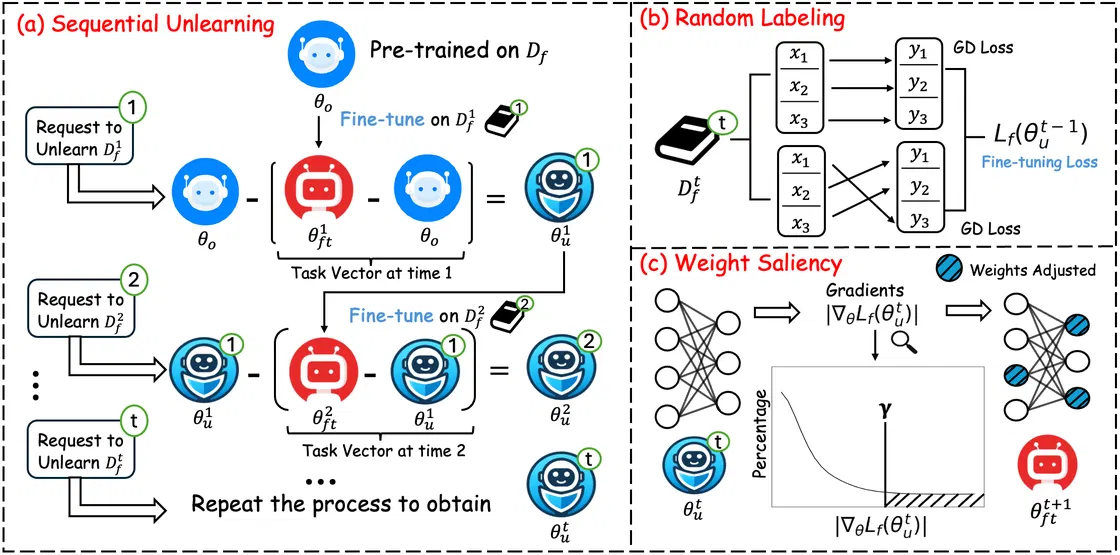 (a) Sequential Unlearning
Pre-trained on D_f
θ_o
Fine-tune on D_f^1
1
1
Request to
Unlearn D_f^1
θ_o
-
θ_ft^1
-
θ_o
=
1
θ_u^1
Task Vector at time 1
2
Request to
Unlearn D_f^2
Fine-tune on D_f^2
2
1
θ_u^1
-
θ_ft^2
-
1
θ_u^1
=
2
θ_u^2
Task Vector at time 2
...
t
Request to
Unlearn D_f^t
...
Repeat the process to obtain
t
θ_u^t
(b) Random Labeling
t
D_f^t
x_1
x_2
x_3
y_1
y_2
y_3
GD Loss
x_1
x_2
x_3
y_1
y_2
y_3
GD Loss
L_f(θ_u^{t-1})
Fine-tuning Loss
(c) Weight Saliency
Weights Adjusted
Gradients
|∇_θ L_f(θ_u^t)|
t
θ_u^t
Percentage
γ
|∇_θ L_f(θ_u^t)|
θ_ft^{t+1}